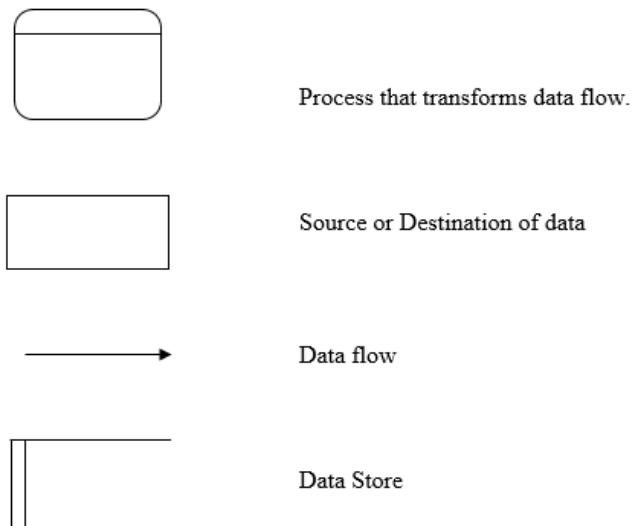 Process that transforms data flow.
Source or Destination of data
Data flow
Data Store